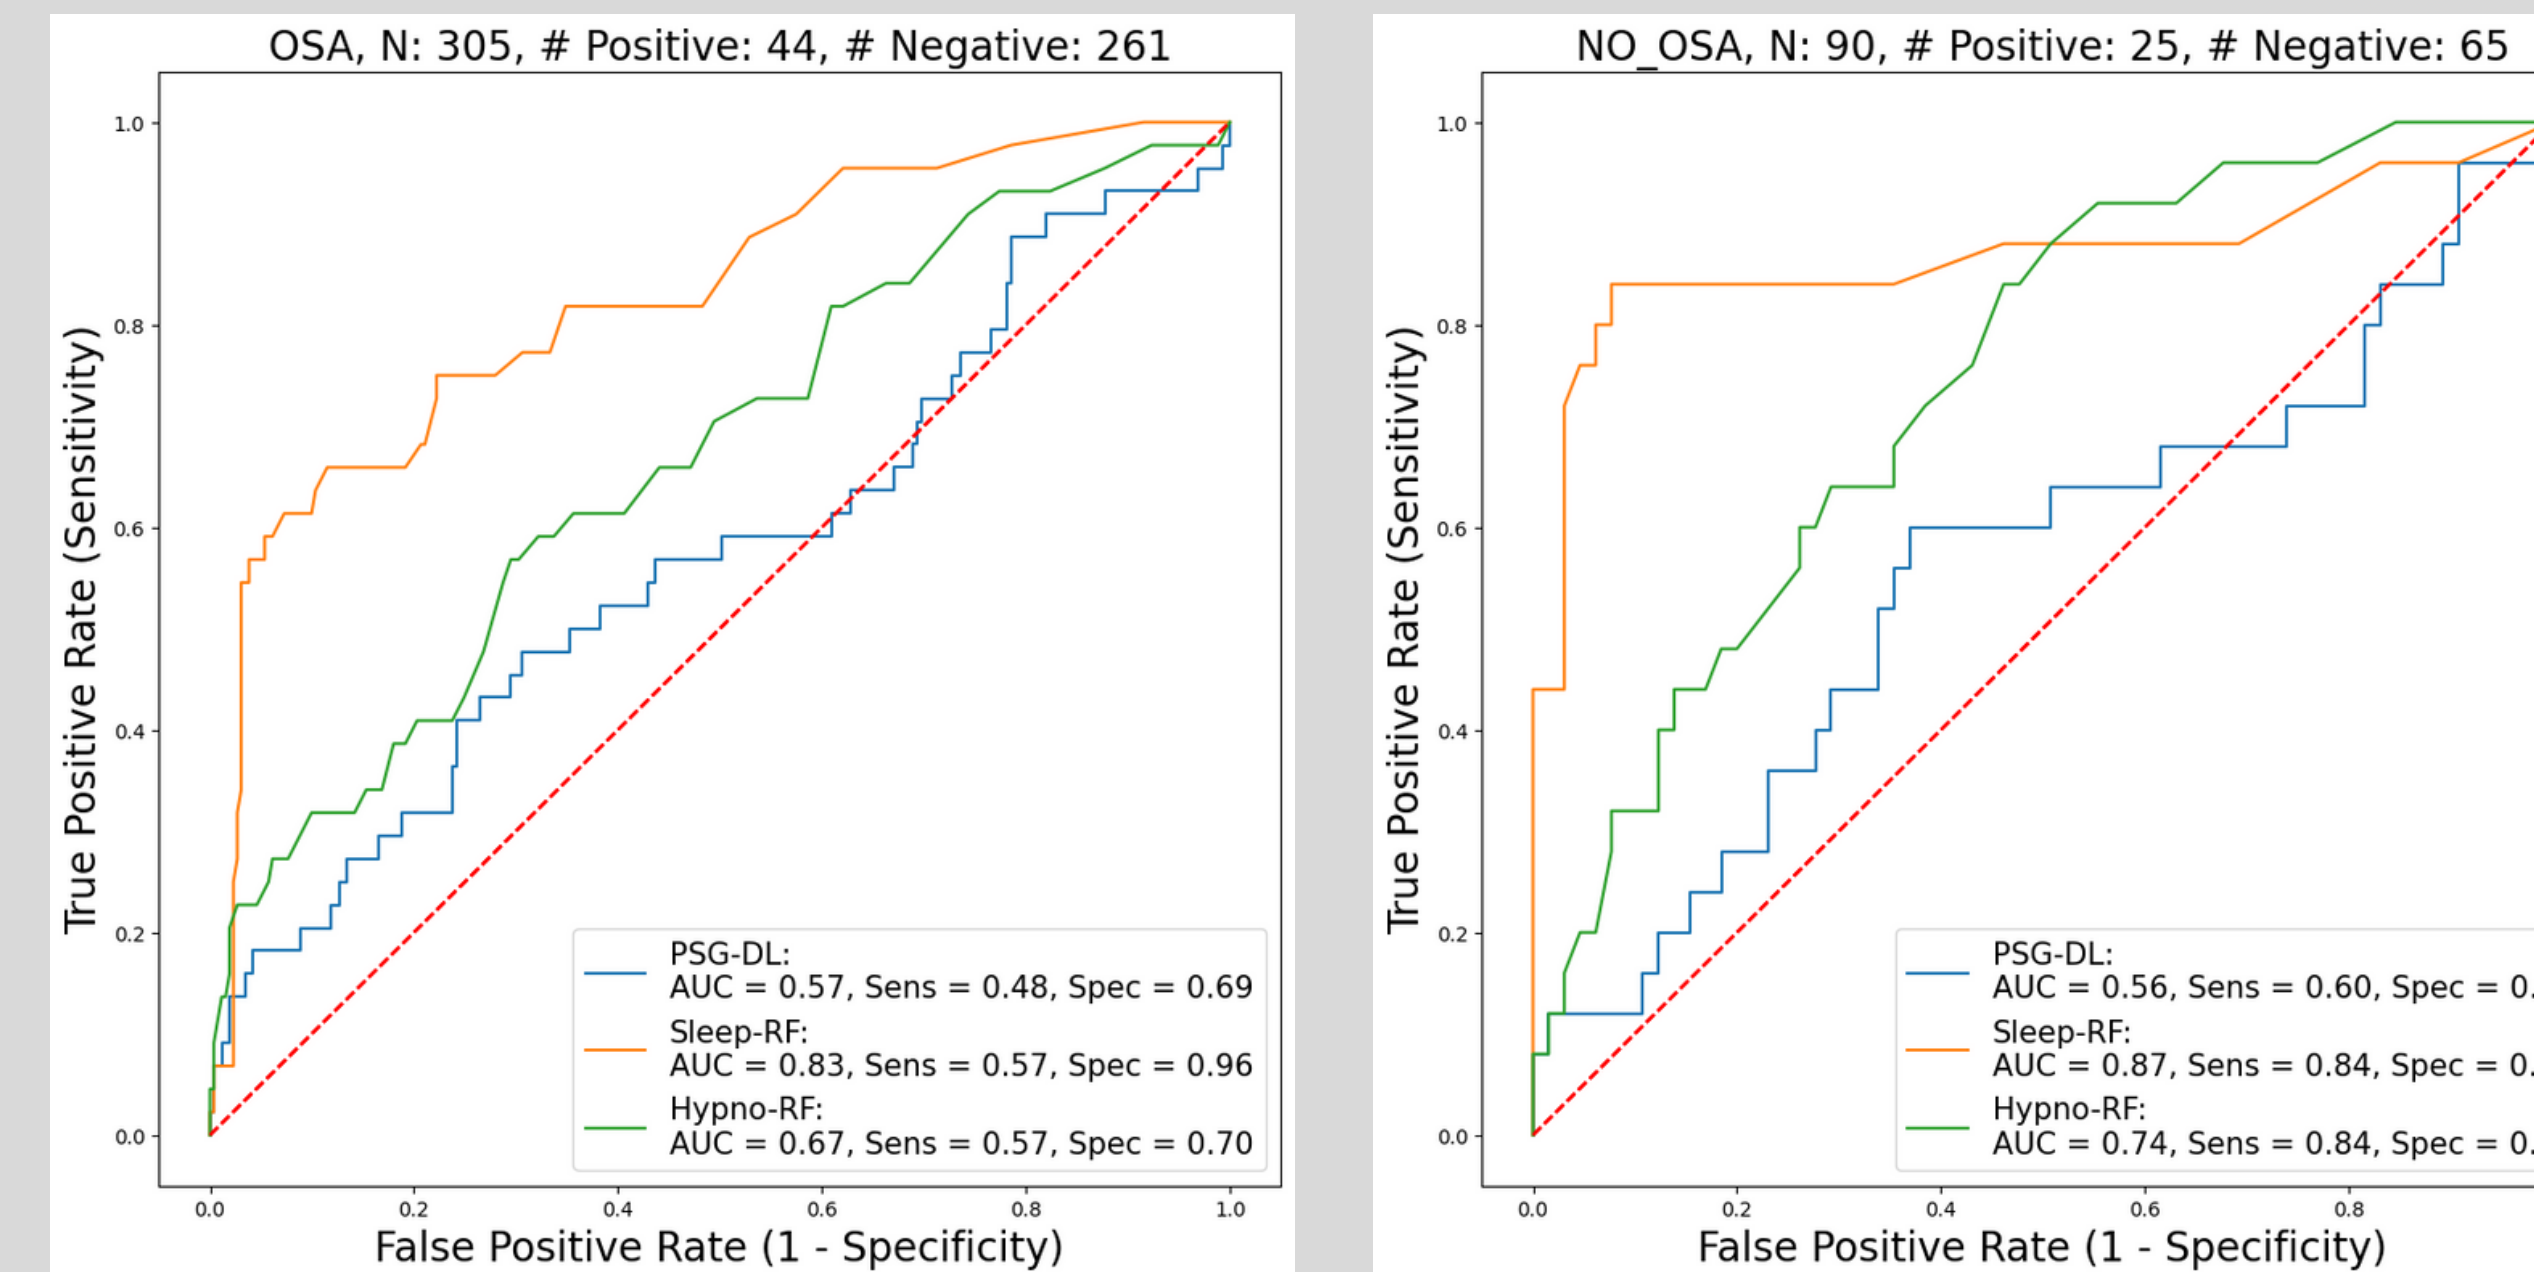 OSA, N: 305, # Positive: 44, # Negative: 261
True Positive Rate (Sensitivity)
1.0
0.8
0.6
0.4
0.2
0.0
PSG-DL:
AUC = 0.57, Sens = 0.48, Spec = 0.69
Sleep-RF:
AUC = 0.83, Sens = 0.57, Spec = 0.96
Hypno-RF:
AUC = 0.67, Sens = 0.57, Spec = 0.70
0.0 0.2 0.4 0.6 0.8 1.0
False Positive Rate (1 - Specificity)
NO_OSA, N: 90, # Positive: 25, # Negative: 65
True Positive Rate (Sensitivity)
1.0
0.8
0.6
0.4
0.2
0.0
PSG-DL:
AUC = 0.56, Sens = 0.60, Spec = 0.
Sleep-RF:
AUC = 0.87, Sens = 0.84, Spec = 0.
Hypno-RF:
AUC = 0.74, Sens = 0.84, Spec = 0.
0.0 0.2 0.4 0.6 0.8
False Positive Rate (1 - Specificity)